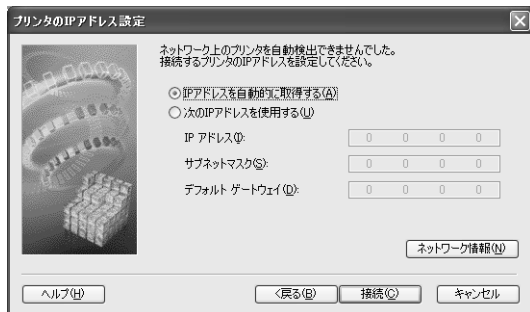 プリンタのIPアドレス設定
ネットワーク上のプリンタを自動検出できませんでした。
接続するプリンタのIPアドレスを設定してください。
IPアドレスを自動的に取得する(A)
次のIPアドレスを使用する(U)
IP アドレス(I): 0 0 0 0
サブネットマスク(S): 0 0 0 0
デフォルト ゲートウェイ(D): 0 0 0 0
ネットワーク情報(N)
ヘルプ(H) <戻る(B) 接続(C) キャンセル